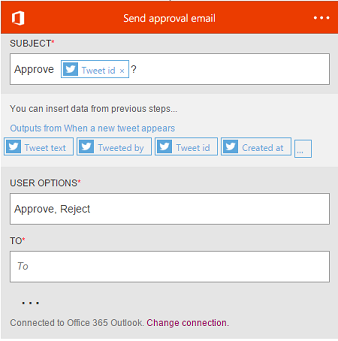 Send approval email ...
SUBJECT*
Approve Tweet id × ?
You can insert data from previous steps...
Outputs from When a new tweet appears
Tweet text Tweeted by Tweet id Created at ...
USER OPTIONS*
Approve, Reject
TO*
To
...
Connected to Office 365 Outlook. Change connection.